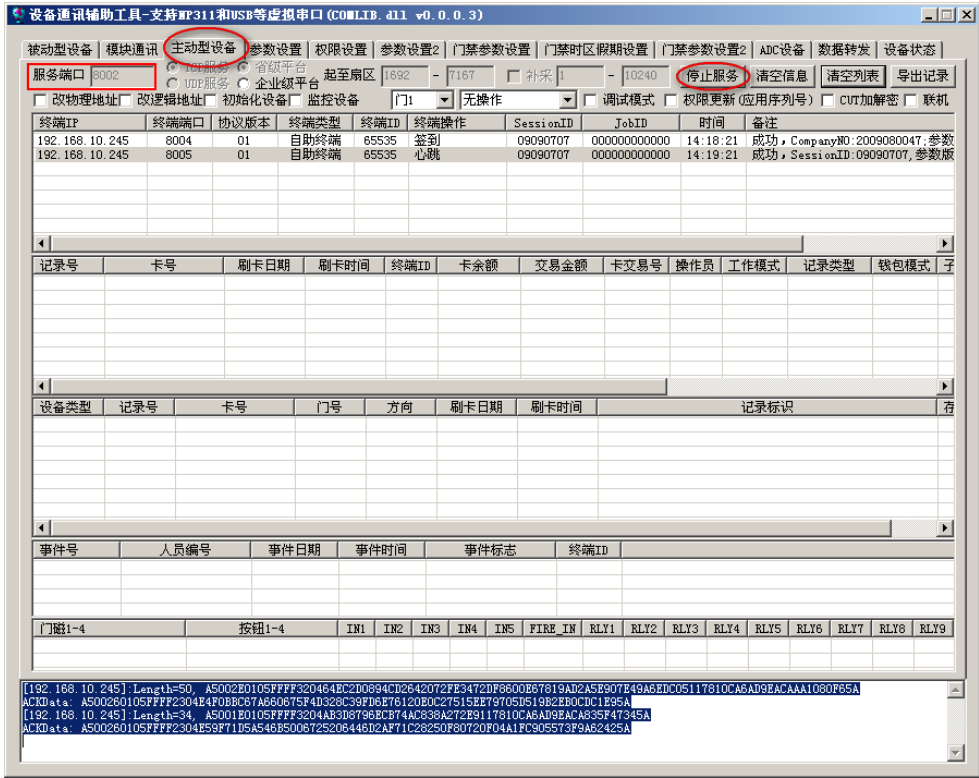 设备通讯辅助工具-支持NP311和USB等虚拟串口(COMLIB.dll v0.0.0.3)
被动型设备 模块通讯 主动型设备 参数设置 权限设置 参数设置2 门禁参数设置 门禁时区假期设置 门禁参数设置2 ADC设备 数据转发 设备状态
服务端口 8002 TCP服务 省级平台 起至扇区 1692 - 7167 补采 1 - 10240 停止服务 清空信息 清空列表 导出记录
UDP服务 企业级平台
改物理地址 改逻辑地址 初始化设备 监控设备 门1 无操作 调试模式 权限更新(应用序列号) CUT加解密 联机
终端IP 终端端口 协议版本 终端类型 终端ID 终端操作 SessionID JobID 时间 备注
192.168.10.245 8004 01 自助终端 65535 签到 09090707 000000000000 14:18:21 成功,CompanyNO:2009080047;参数
192.168.10.245 8005 01 自助终端 65535 心跳 09090707 000000000000 14:19:21 成功,SessionID:09090707,参数版
记录号 卡号 刷卡日期 刷卡时间 终端ID 卡余额 交易金额 卡交易号 操作员 工作模式 记录类型 钱包模式 子
设备类型 记录号 卡号 门号 方向 刷卡日期 刷卡时间 记录标识 存
事件号 人员编号 事件日期 事件时间 事件标志 终端ID
门磁1-4 按钮1-4 IN1 IN2 IN3 IN4 IN5 FIRE_IN RLY1 RLY2 RLY3 RLY4 RLY5 RLY6 RLY7 RLY8 RLY9
[192.168.10.245]:Length=50, A5002E0105FFFF320464EC2D0894CD2642072FE3472DF8600E67819AD2A5E907E49A6EDC05117810CA6AD9EACAAA1080F65A
ACKData: A500260105FFFF2304E4F0BBC67A660675F4D328C39FD6E76120E0C27515EE79705D519B2EB0CDC1E95A
[192.168.10.245]:Length=34, A5001E0105FFFF3204AB3D8796ECB74AC838A272E9117810CA6AD9EACA835F47345A
ACKData: A500260105FFFF2304E59F71D5A546B5006725206446D2AF71C28250F80720F04A1FC905573F9A62425A